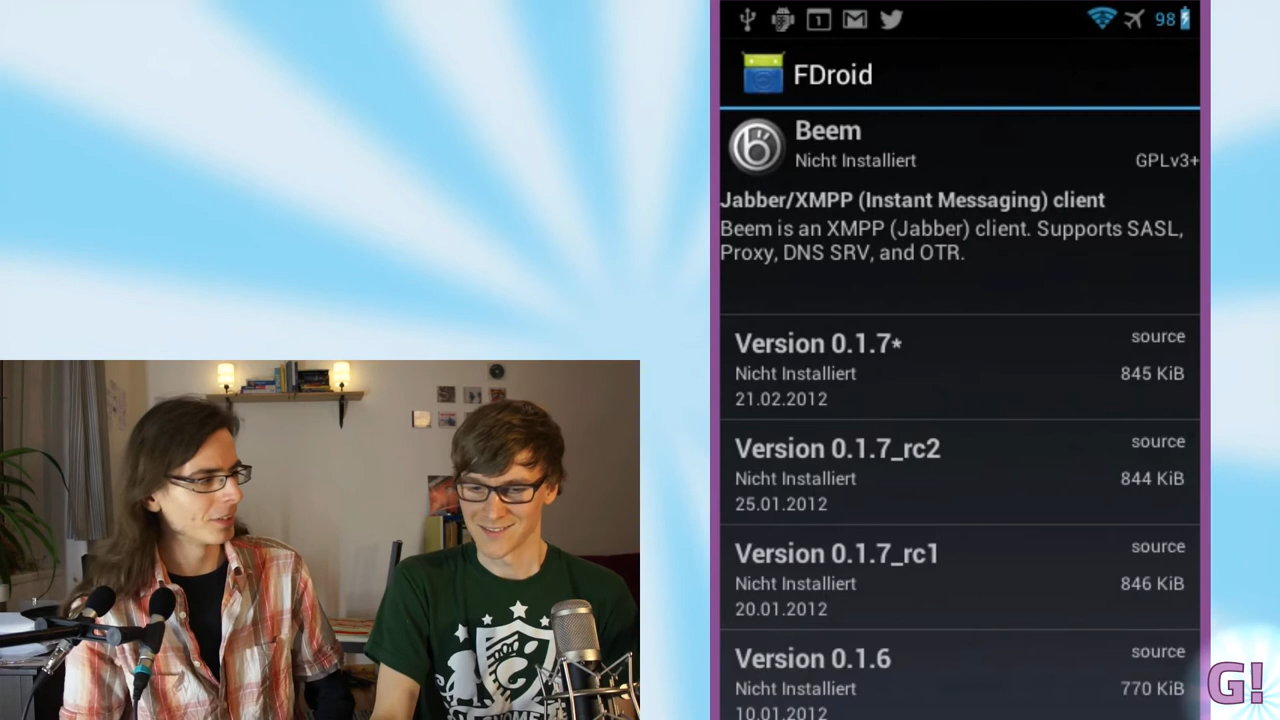 1
98
FDroid
Beem
Nicht Installiert
GPLv3+
Jabber/XMPP (Instant Messaging) client
Beem is an XMPP (Jabber) client. Supports SASL,
Proxy, DNS SRV, and OTR.
Version 0.1.7*
source
Nicht Installiert
845 KiB
21.02.2012
Version 0.1.7_rc2
source
Nicht Installiert
844 KiB
25.01.2012
Version 0.1.7_rc1
source
Nicht Installiert
846 KiB
20.01.2012
Version 0.1.6
source
Nicht Installiert
770 KiB
10.01.2012
GNOME
G!